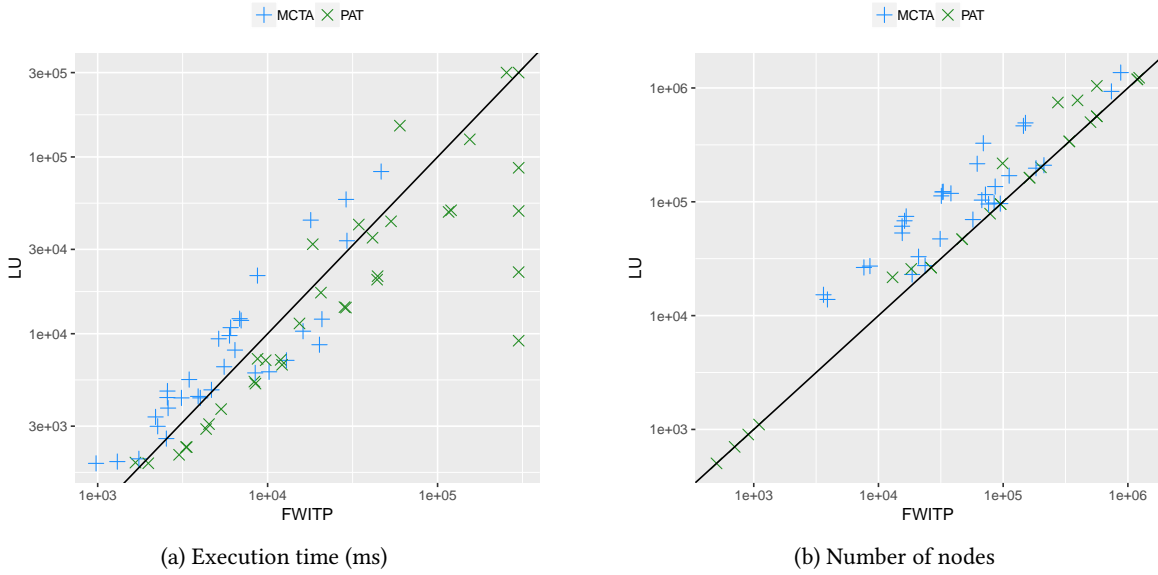 MCTA PAT
3e+05
1e+05
3e+04
1e+04
3e+03
LU
1e+03 1e+04 1e+05
FWITP
(a) Execution time (ms)
MCTA PAT
1e+06
1e+05
1e+04
1e+03
LU
1e+03 1e+04 1e+05 1e+06
FWITP
(b) Number of nodes